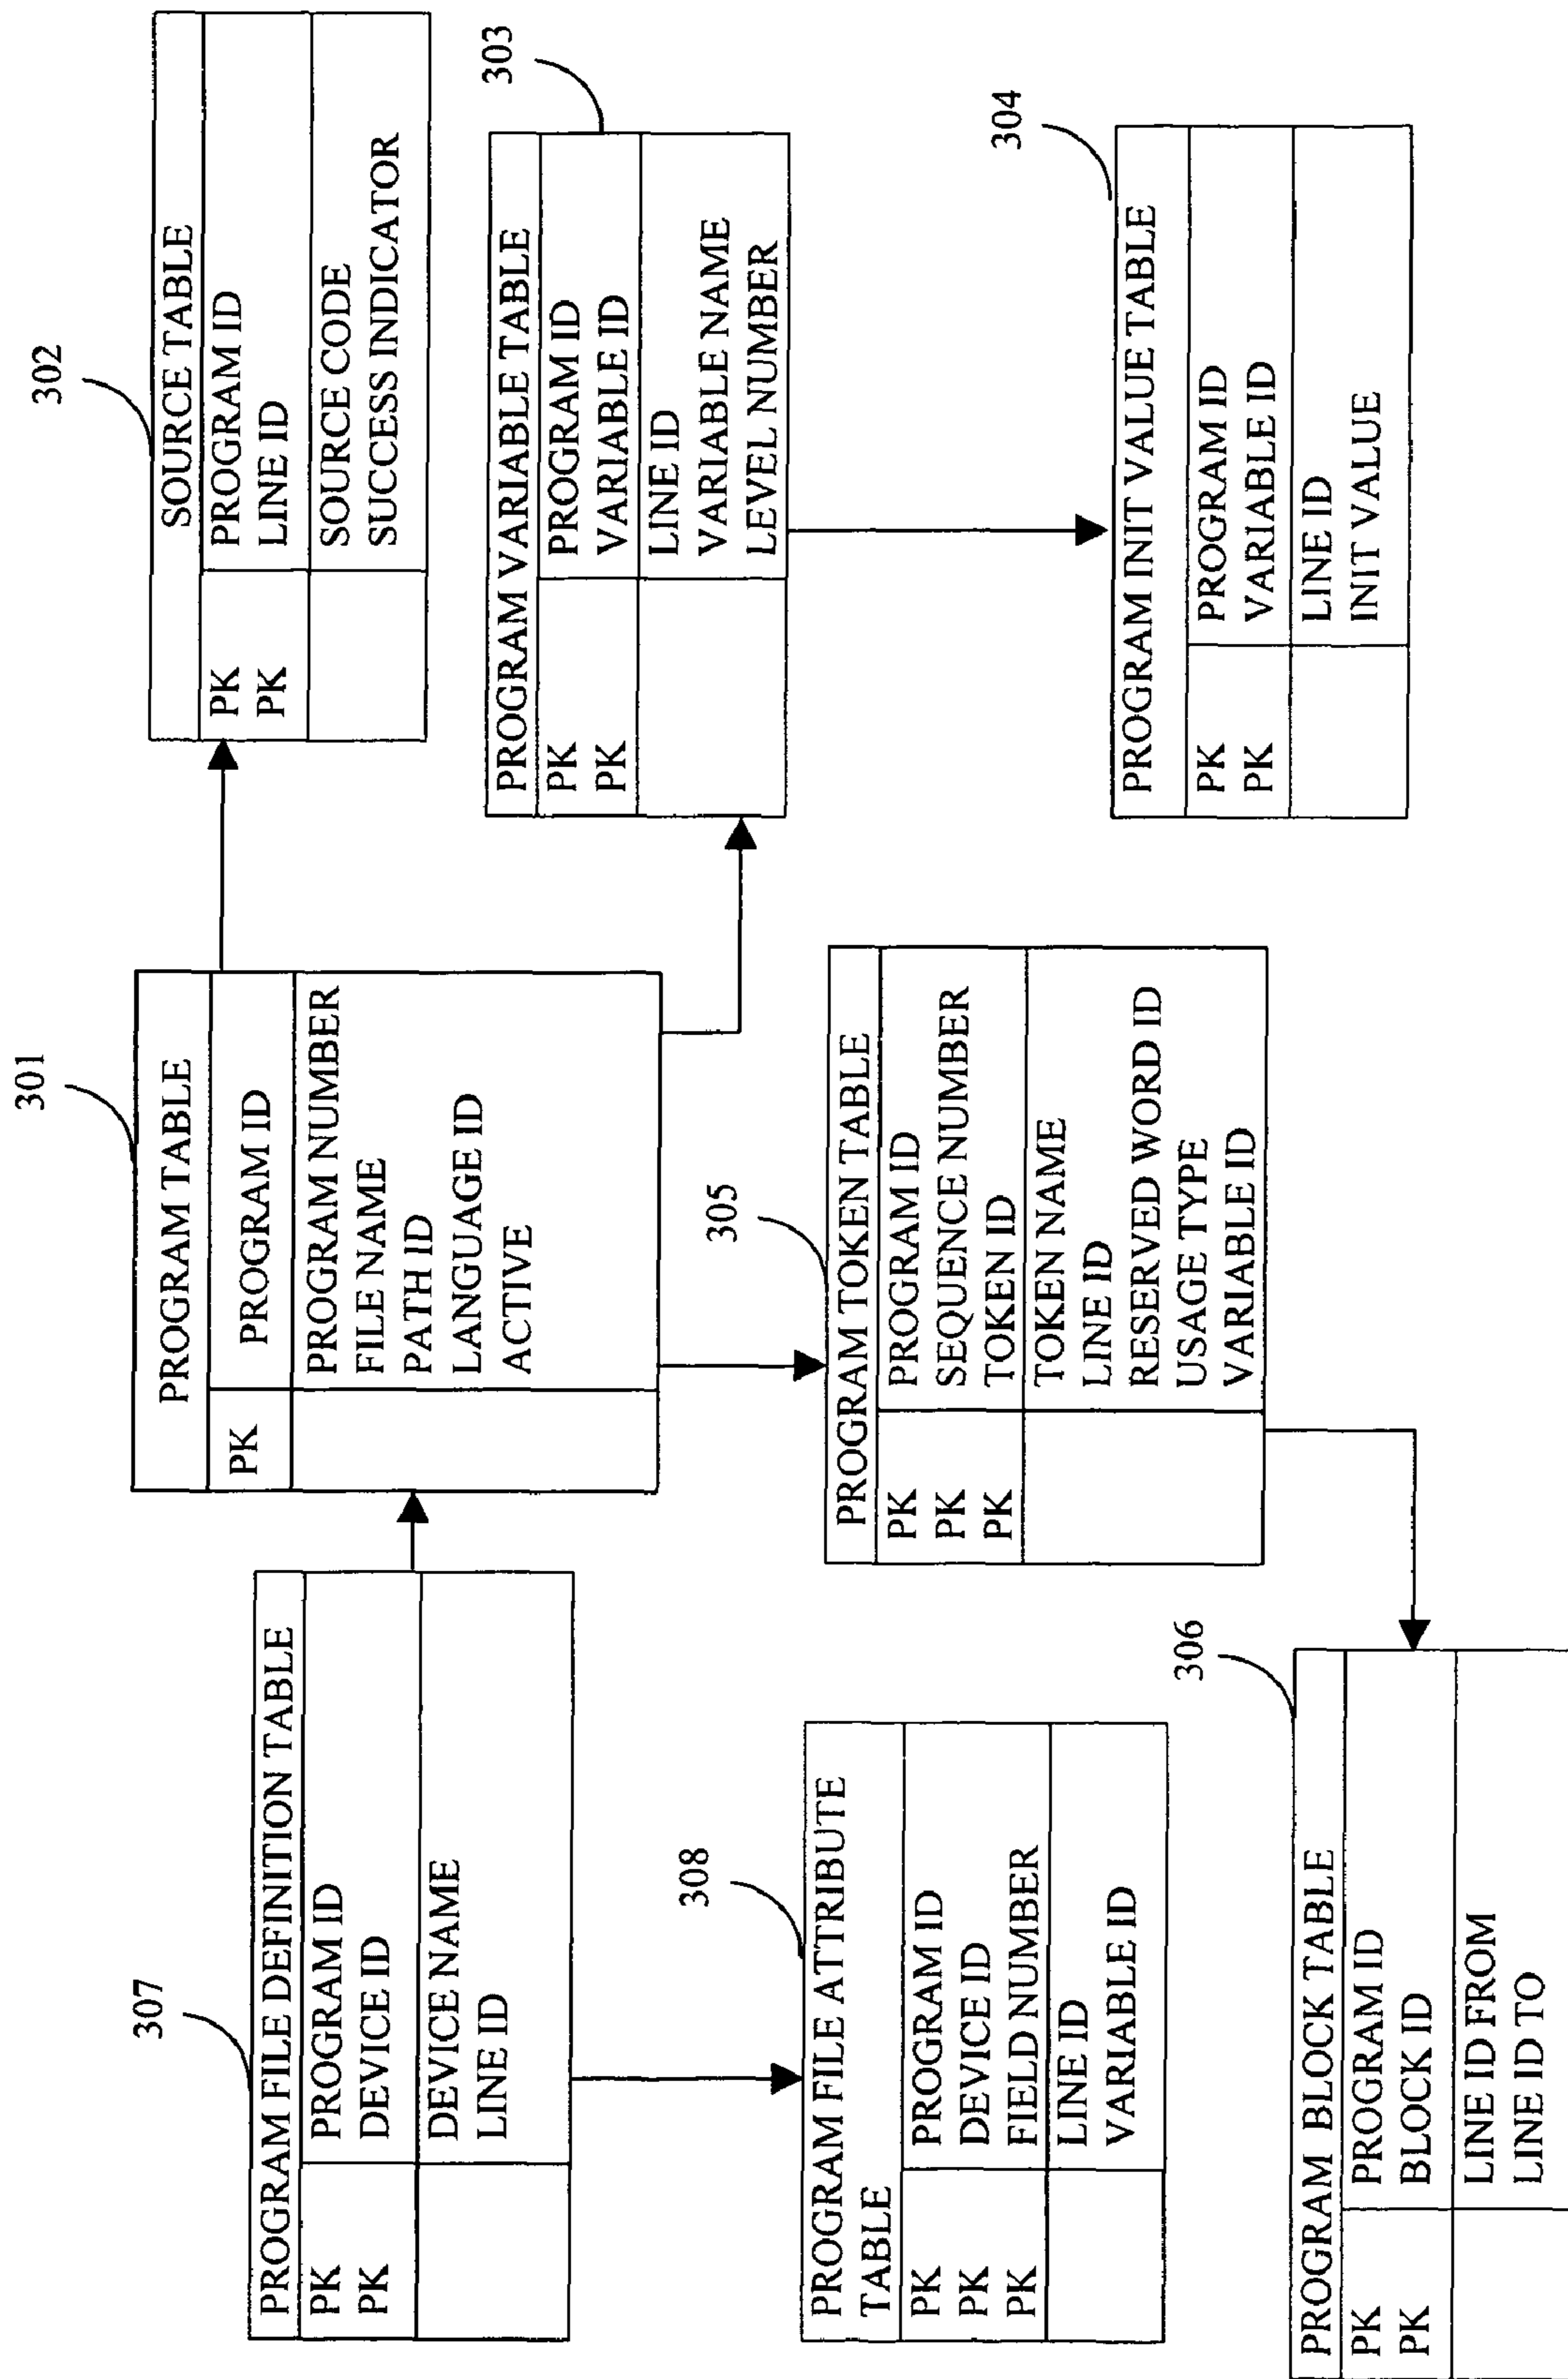 301
PROGRAM TABLE
PK PROGRAM ID
PROGRAM NUMBER
FILE NAME
PATH ID
LANGUAGE ID
ACTIVE
302
SOURCE TABLE
PK PROGRAM ID
PK LINE ID
SOURCE CODE
SUCCESS INDICATOR
307
PROGRAM FILE DEFINITION TABLE
PK PROGRAM ID
PK DEVICE ID
DEVICE NAME
LINE ID
303
PROGRAM VARIABLE TABLE
PK PROGRAM ID
PK VARIABLE ID
LINE ID
VARIABLE NAME
LEVEL NUMBER
308
PROGRAM FILE ATTRIBUTE
TABLE
PK PROGRAM ID
PK DEVICE ID
PK FIELD NUMBER
LINE ID
VARIABLE ID
305
PROGRAM TOKEN TABLE
PK PROGRAM ID
PK SEQUENCE NUMBER
PK TOKEN ID
TOKEN NAME
LINE ID
RESERVED WORD ID
USAGE TYPE
VARIABLE ID
304
PROGRAM INIT VALUE TABLE
PK PROGRAM ID
PK VARIABLE ID
LINE ID
INIT VALUE
306
PROGRAM BLOCK TABLE
PK PROGRAM ID
PK BLOCK ID
LINE ID FROM
LINE ID TO